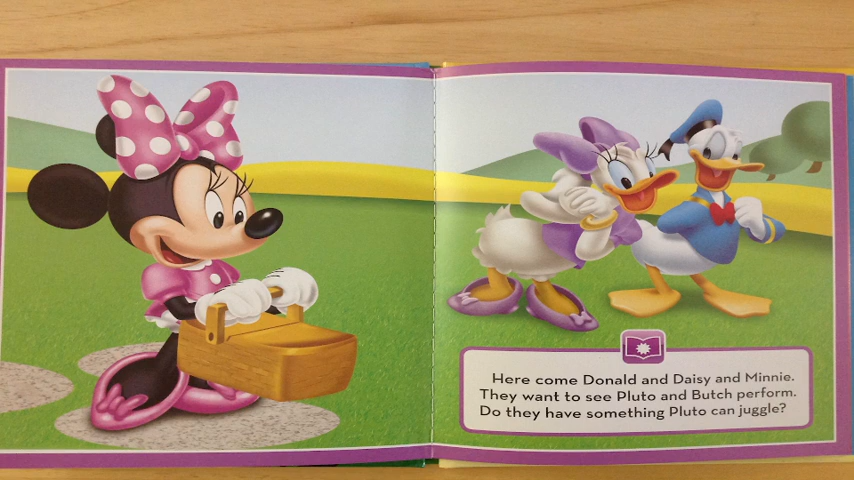 Here come Donald and Daisy and Minnie.
They want to see Pluto and Butch perform.
Do they have something Pluto can juggle?